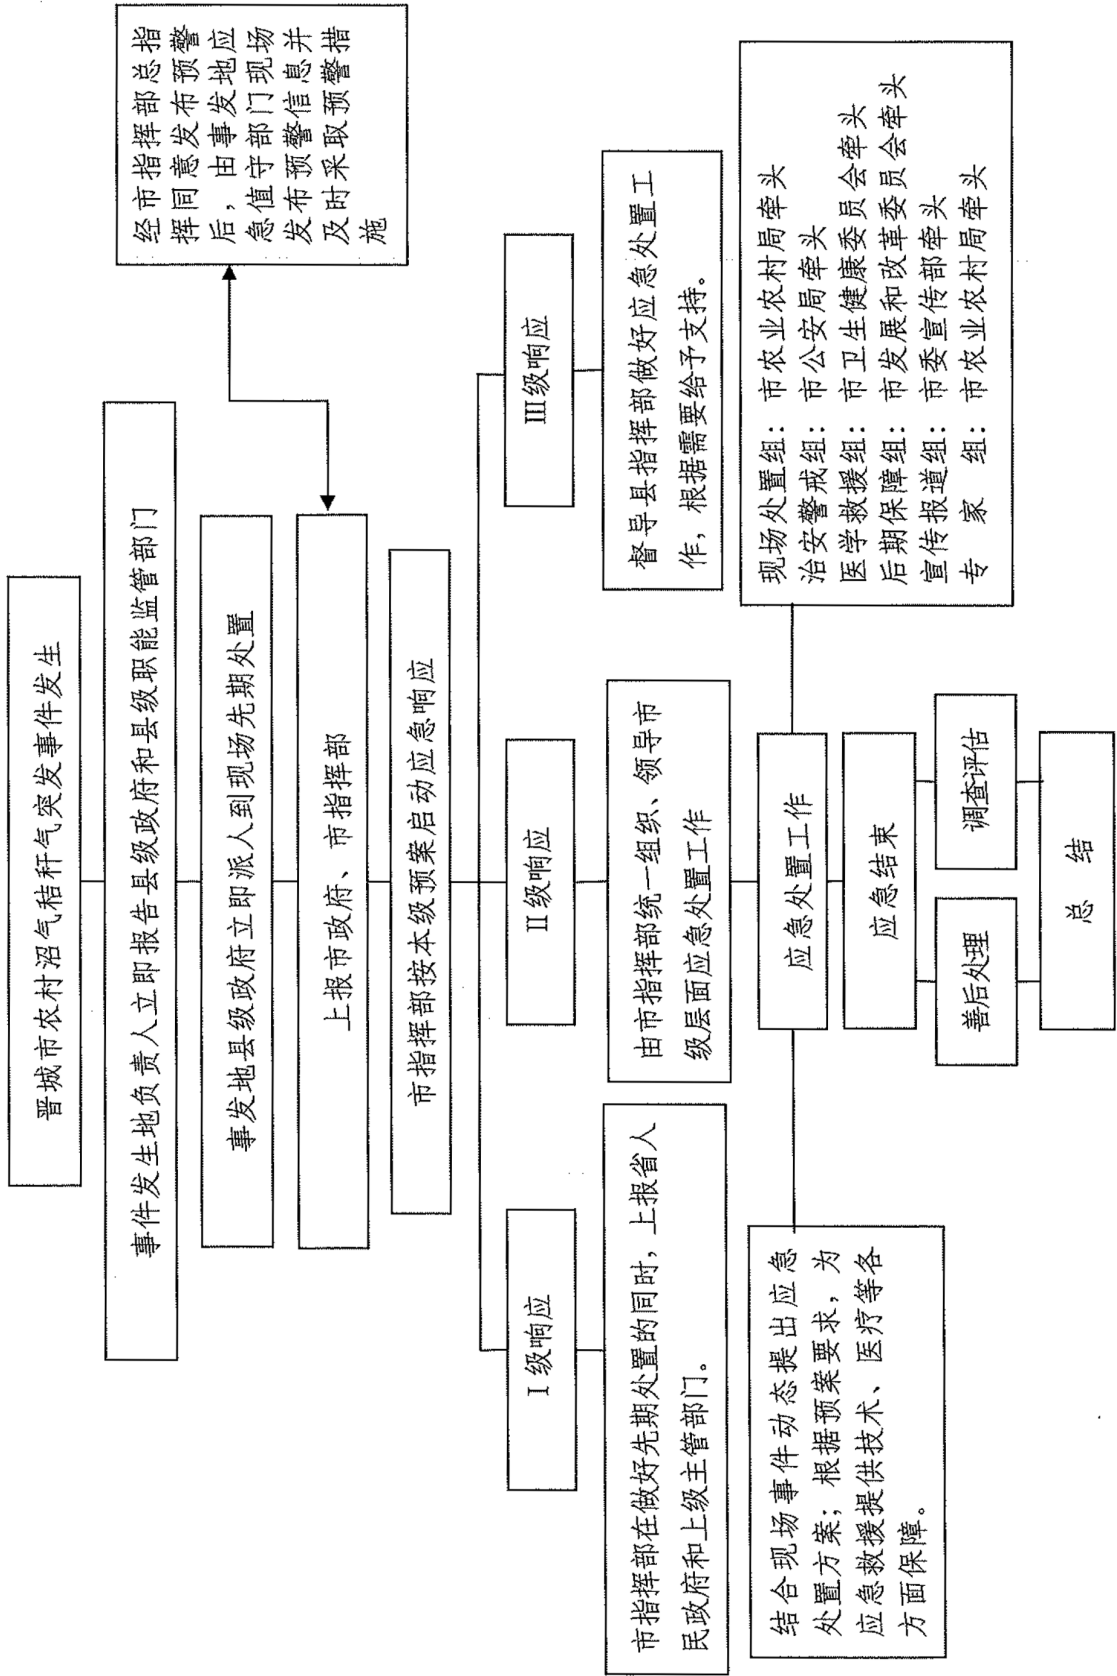 晋城市农村沼气秸秆气突发事件发生
事件发生地负责人立即报告县级政府和县级职能监管部门
事发地县级政府立即派人到现场先期处置
上报市政府、市指挥部
经市指挥部总指
挥同意发布预警
后，由事发地应
急值守部门现场
发布预警信息并
及时采取预警措
施
市指挥部按本级预案启动应急响应
I级响应
II级响应
III级响应
市指挥部在做好先期处置的同时，上报省人
民政府和上级主管部门。
由市指挥部统一组织、领导市
级层面应急处置工作
督导县指挥部做好应急处置工
作，根据需要给予支持。
结合现场事件动态提出应急
处置方案；根据预案要求，为
应急救援提供技术、医疗等各
方面保障。
应急处置工作
现场处置组：市农业农村局牵头
治安警戒组：市公安局牵头
医学救援组：市卫生健康委员会牵头
后期保障组：市发展和改革委员会牵头
宣传报道组：市委宣传部牵头
专 家 组：市农业农村局牵头
应急结束
善后处理
调查评估
总 结